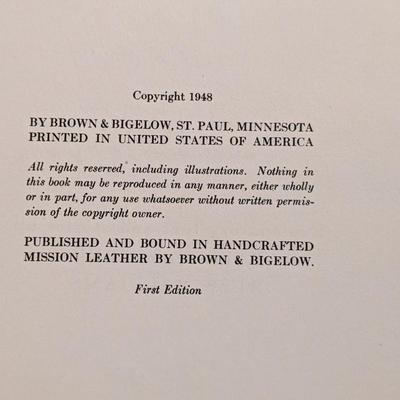 Copyright 1948
BY BROWN & BIGELOW, ST. PAUL, MINNESOTA
PRINTED IN UNITED STATES OF AMERICA
All rights reserved, including illustrations. Nothing in
this book may be reproduced in any manner, either wholly
or in part, for any use whatsoever without written permis-
sion of the copyright owner.
PUBLISHED AND BOUND IN HANDCRAFTED
MISSION LEATHER BY BROWN & BIGELOW.
First Edition